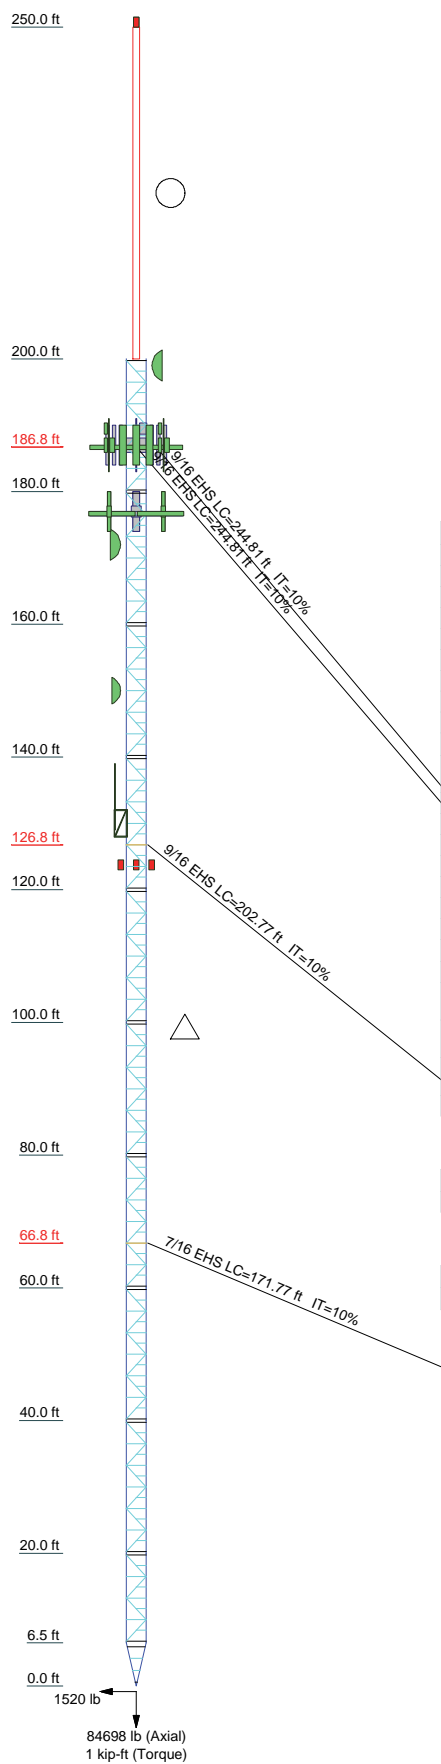 250.0 ft
200.0 ft
186.8 ft
9/16 EHS LC=244.81 ft IT=10%
9/16 EHS LC=244.81 ft IT=10%
180.0 ft
160.0 ft
140.0 ft
126.8 ft
9/16 EHS LC=202.77 ft IT=10%
120.0 ft
100.0 ft
80.0 ft
66.8 ft
7/16 EHS LC=171.77 ft IT=10%
60.0 ft
40.0 ft
20.0 ft
6.5 ft
0.0 ft
1520 lb
84698 lb (Axial)
1 kip-ft (Torque)